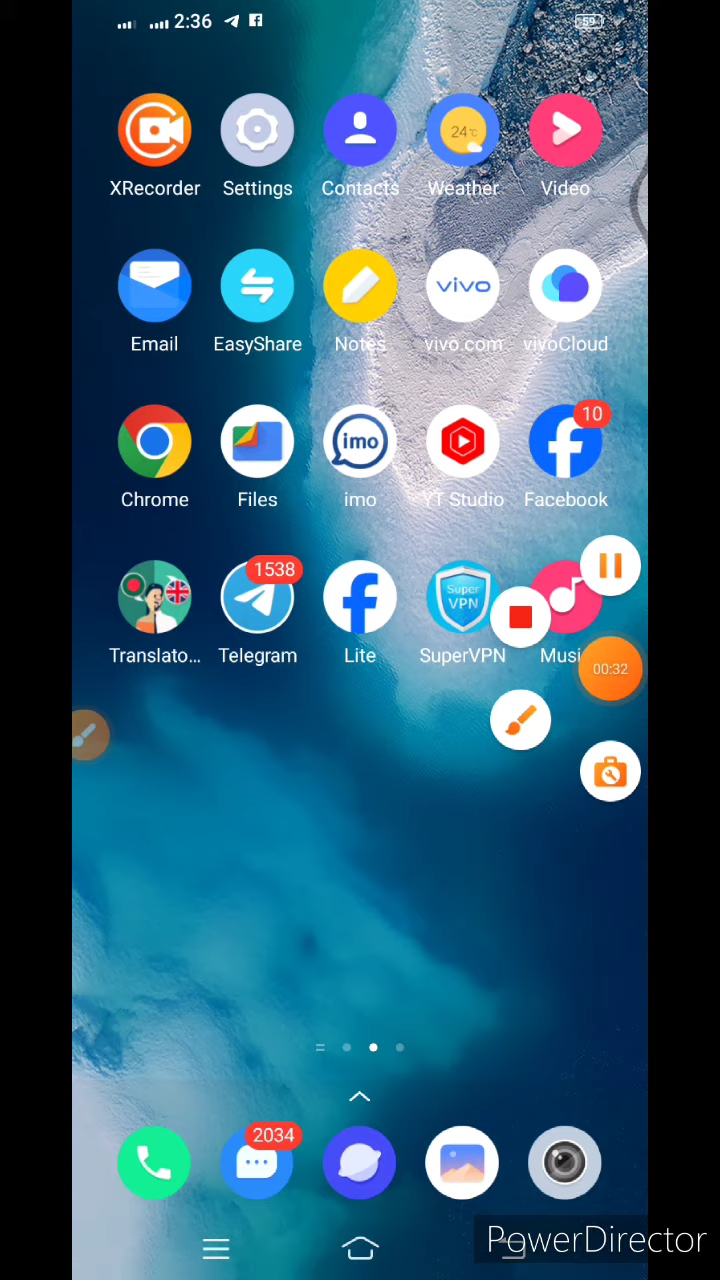 2:36
59
XRecorder Settings Contacts Weather Video
24°C
Email EasyShare Notes vivo.com vivoCloud
vivo
imo
10
Chrome Files imo YT Studio Facebook
1538
Super
VPN
Translato... Telegram Lite SuperVPN Musi
00:32
2034
PowerDirector